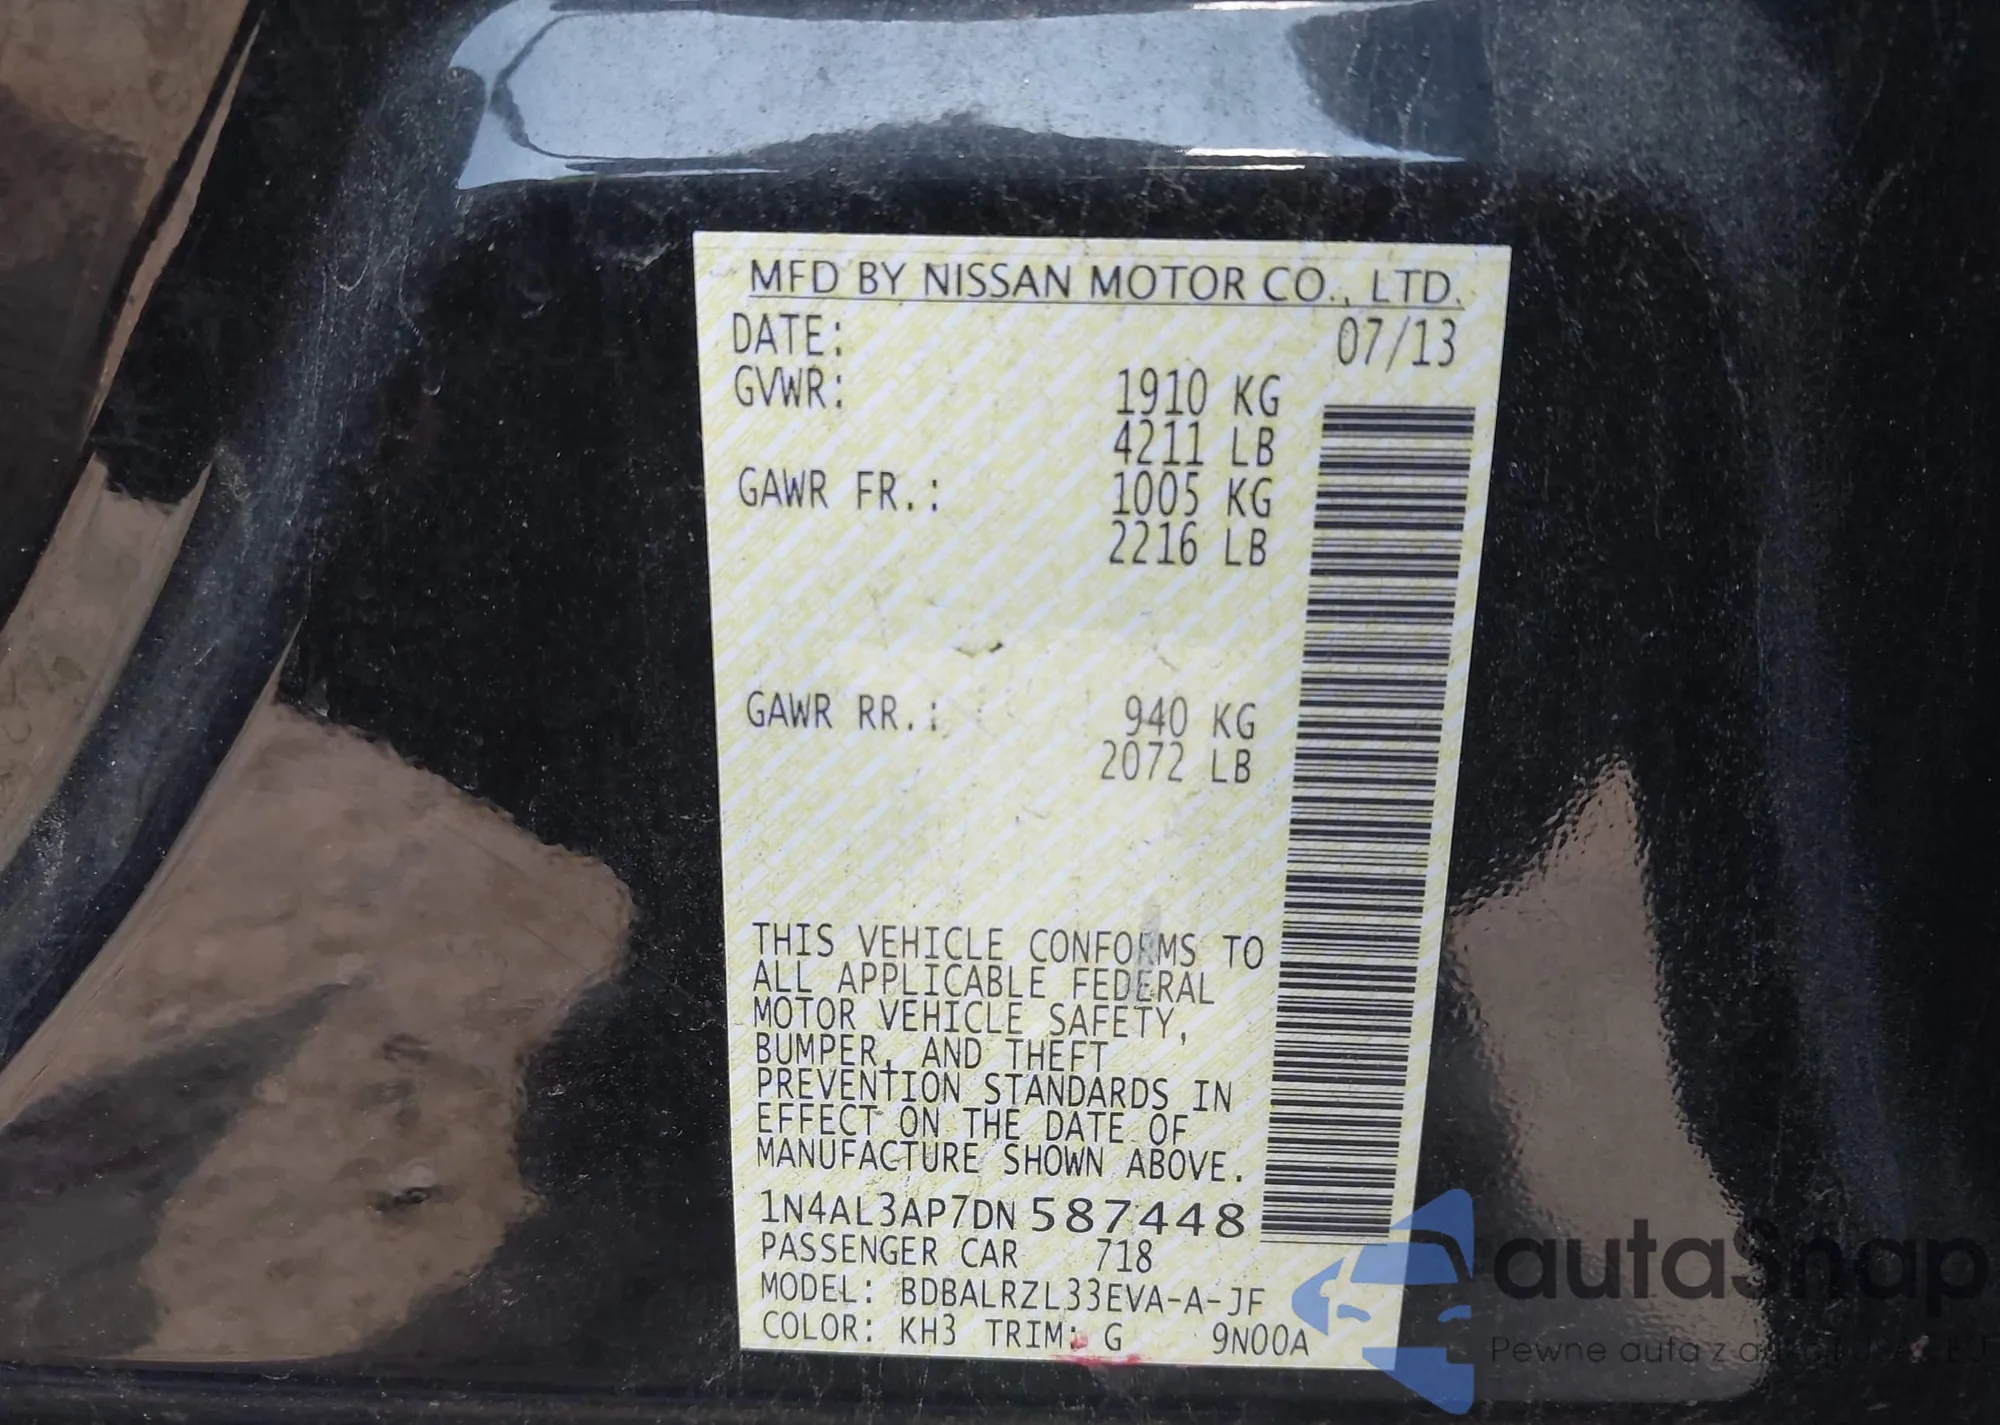 MFD BY NISSAN MOTOR CO., LTD.
DATE: 07/13
GVWR: 1910 KG
4211 LB
GAWR FR.: 1005 KG
2216 LB
GAWR RR.: 940 KG
2072 LB
THIS VEHICLE CONFORMS TO
ALL APPLICABLE FEDERAL
MOTOR VEHICLE SAFETY,
BUMPER, AND THEFT
PREVENTION STANDARDS IN
EFFECT ON THE DATE OF
MANUFACTURE SHOWN ABOVE.
1N4AL3AP7DN587448
PASSENGER CAR 718
MODEL: BDBALRZL33EVA-A-JF
COLOR: KH3 TRIM: G 9N00A
autaSnap
Pewne auta z